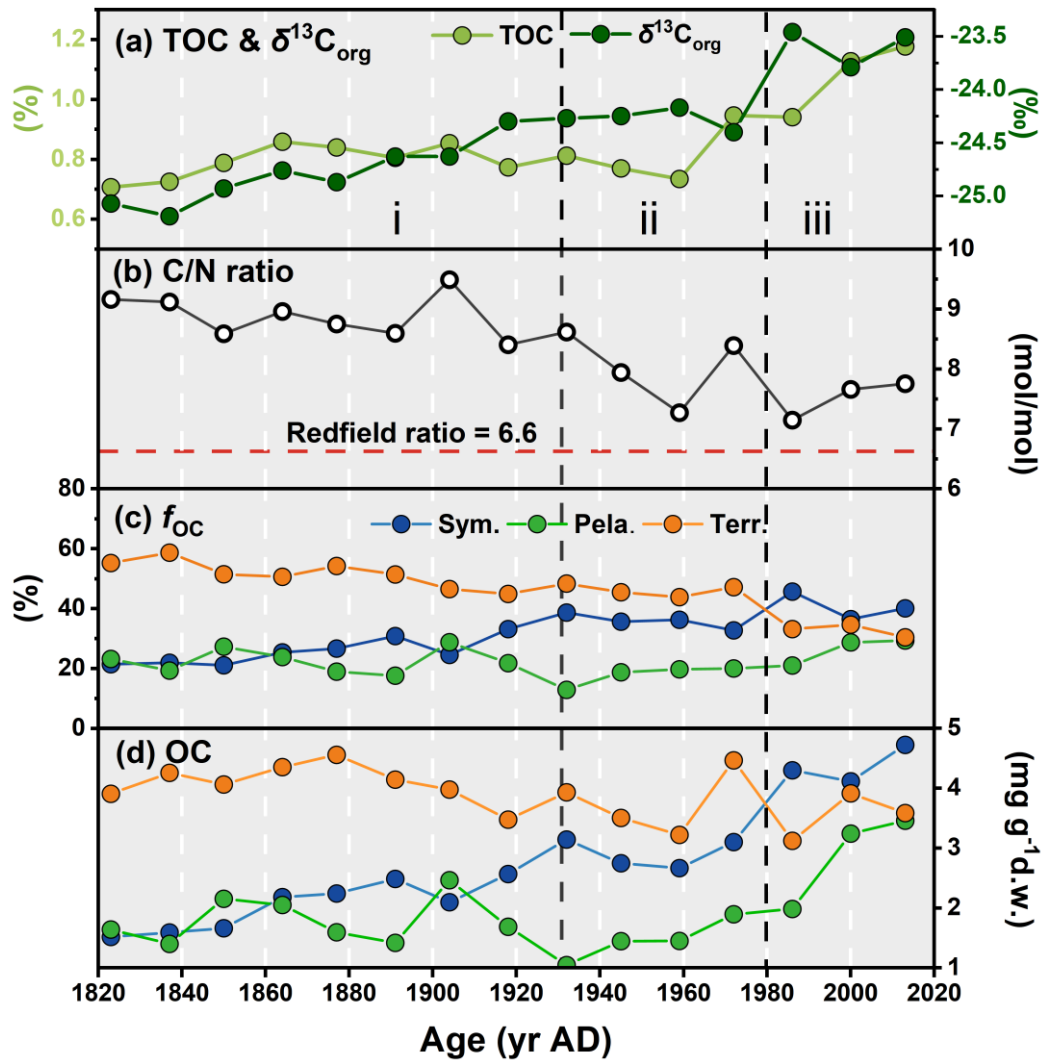 (a) TOC & δ¹³C_org
TOC δ¹³C_org
1.2
1.0
0.8
0.6
(%)
-23.5
-24.0
-24.5
-25.0
(‰)
i ii iii
(b) C/N ratio
10
9
8
7
6
(mol/mol)
Redfield ratio = 6.6
(c) f_OC
Sym. Pela. Terr.
80
60
40
20
0
(%)
(d) OC
5
4
3
2
1
(mg g⁻¹d.w.)
1820 1840 1860 1880 1900 1920 1940 1960 1980 2000 2020
Age (yr AD)